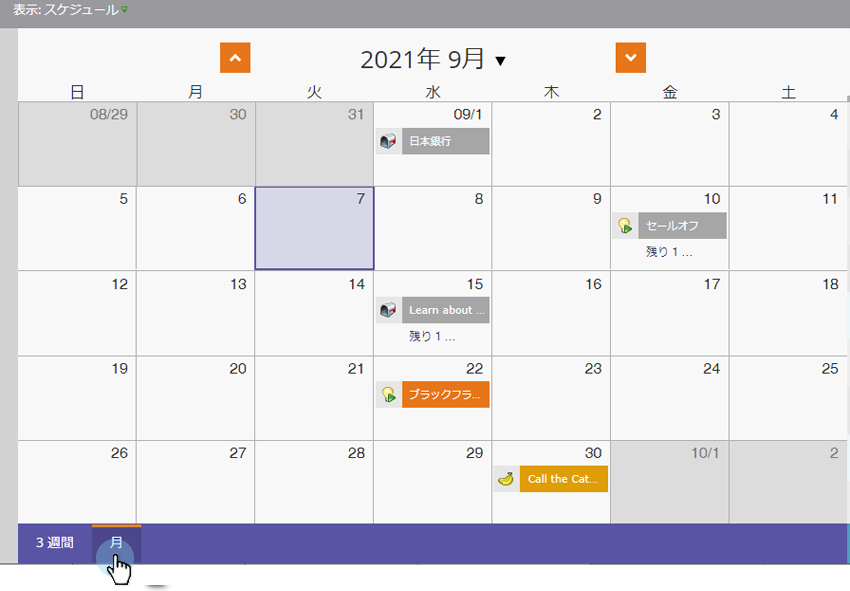 表示: スケジュール
2021年 9月 ▼
日 月 火 水 木 金 土
08/29 30 31 09/1 2 3 4
日本銀行
5 6 7 8 9 10 11
セールオフ
残り 1 ...
12 13 14 15 16 17 18
Learn about ...
残り 1 ...
19 20 21 22 23 24 25
ブラックフラ...
26 27 28 29 30 10/1 2
Call the Cat...
3 週間 月